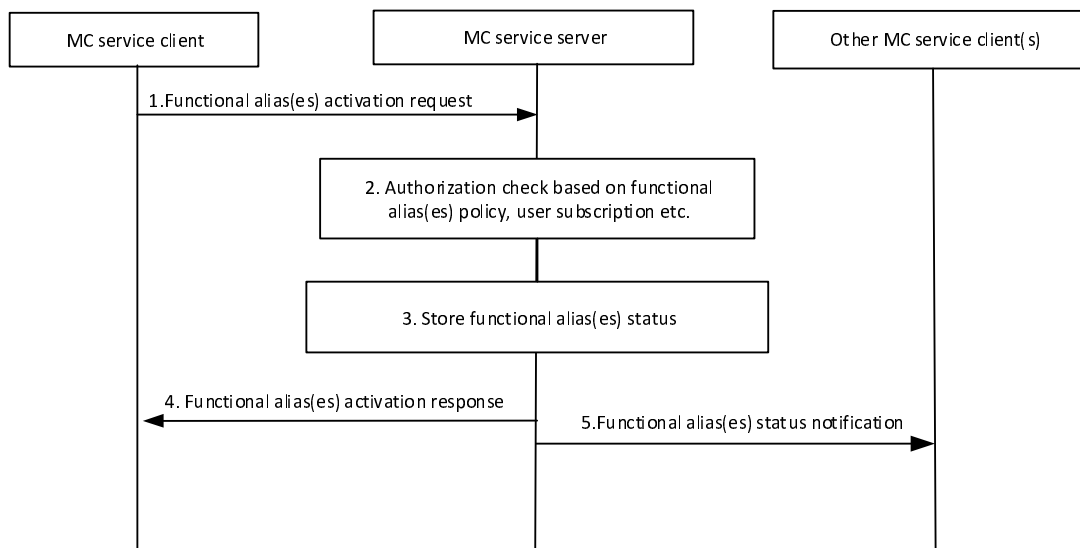 MC service client
MC service server
Other MC service client(s)
1.Functional alias(es) activation request
2. Authorization check based on functional
alias(es) policy, user subscription etc.
3. Store functional alias(es) status
4. Functional alias(es) activation response
5.Functional alias(es) status notification